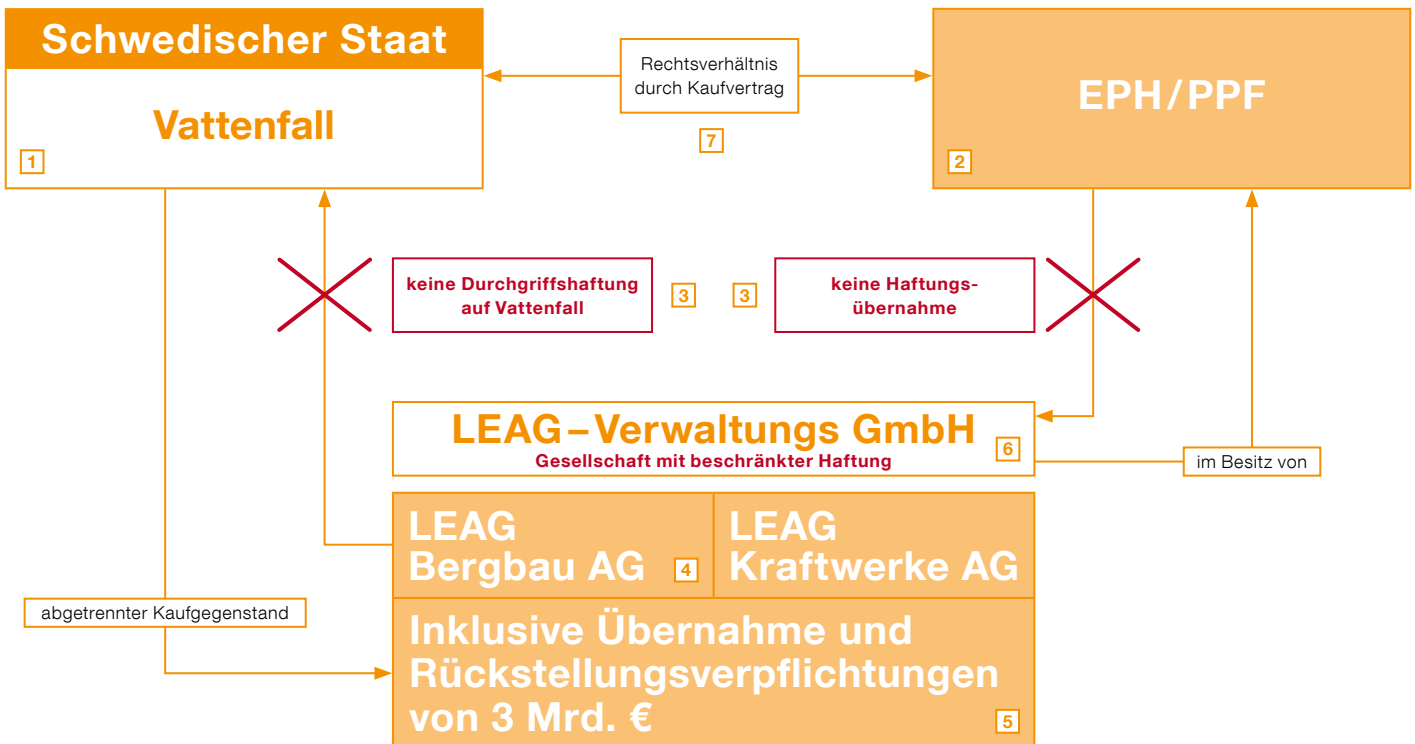 Schwedischer Staat
Vattenfall
1
Rechtsverhältnis
durch Kaufvertrag
7
EPH/PPF
2
keine Durchgriffshaftung
auf Vattenfall
3
3
keine Haftungs-
übernahme
LEAG–Verwaltungs GmbH
Gesellschaft mit beschränkter Haftung
6
im Besitz von
LEAG
Bergbau AG
4
LEAG
Kraftwerke AG
abgetrennter Kaufgegenstand
Inklusive Übernahme und
Rückstellungsverpflichtungen
von 3 Mrd. €
5